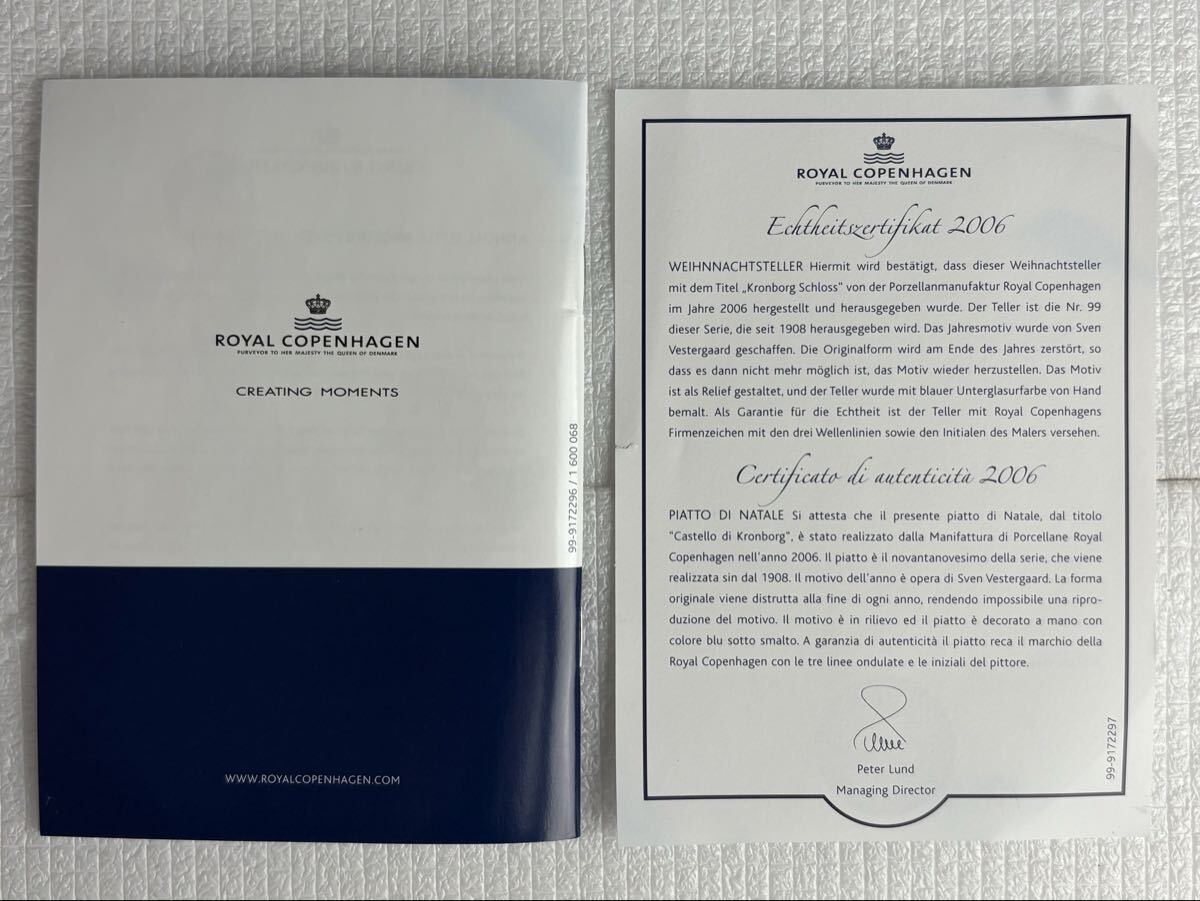 ROYAL COPENHAGEN
PURVEYOR TO HER MAJESTY THE QUEEN OF DENMARK
CREATING MOMENTS
99-9172296 / 1 600 068
WWW.ROYALCOPENHAGEN.COM
ROYAL COPENHAGEN
PURVEYOR TO HER MAJESTY THE QUEEN OF DENMARK
Echtheitszertifikat 2006
WEIHNNACHTSTELLER Hiermit wird bestätigt, dass dieser Weihnachtsteller
mit dem Titel „Kronborg Schloss" von der Porzellanmanufaktur Royal Copenhagen
im Jahre 2006 hergestellt und herausgegeben wurde. Der Teller ist die Nr. 99
dieser Serie, die seit 1908 herausgegeben wird. Das Jahresmotiv wurde von Sven
Vestergaard geschaffen. Die Originalform wird am Ende des Jahres zerstört, so
dass es dann nicht mehr möglich ist, das Motiv wieder herzustellen. Das Motiv
ist als Relief gestaltet, und der Teller wurde mit blauer Unterglasurfarbe von Hand
bemalt. Als Garantie für die Echtheit ist der Teller mit Royal Copenhagens
Firmenzeichen mit den drei Wellenlinien sowie den Initialen des Malers versehen.
Certificato di autenticità 2006
PIATTO DI NATALE Si attesta che il presente piatto di Natale, dal titolo
"Castello di Kronborg", è stato realizzato dalla Manifattura di Porcellane Royal
Copenhagen nell'anno 2006. Il piatto è il novantanovesimo della serie, che viene
realizzata sin dal 1908. Il motivo dell'anno è opera di Sven Vestergaard. La forma
originale viene distrutta alla fine di ogni anno, rendendo impossibile una ripro-
duzione del motivo. Il motivo è in rilievo ed il piatto è decorato a mano con
colore blu sotto smalto. A garanzia di autenticità il piatto reca il marchio della
Royal Copenhagen con le tre linee ondulate e le iniziali del pittore.
Peter Lund
Managing Director
99-9172297